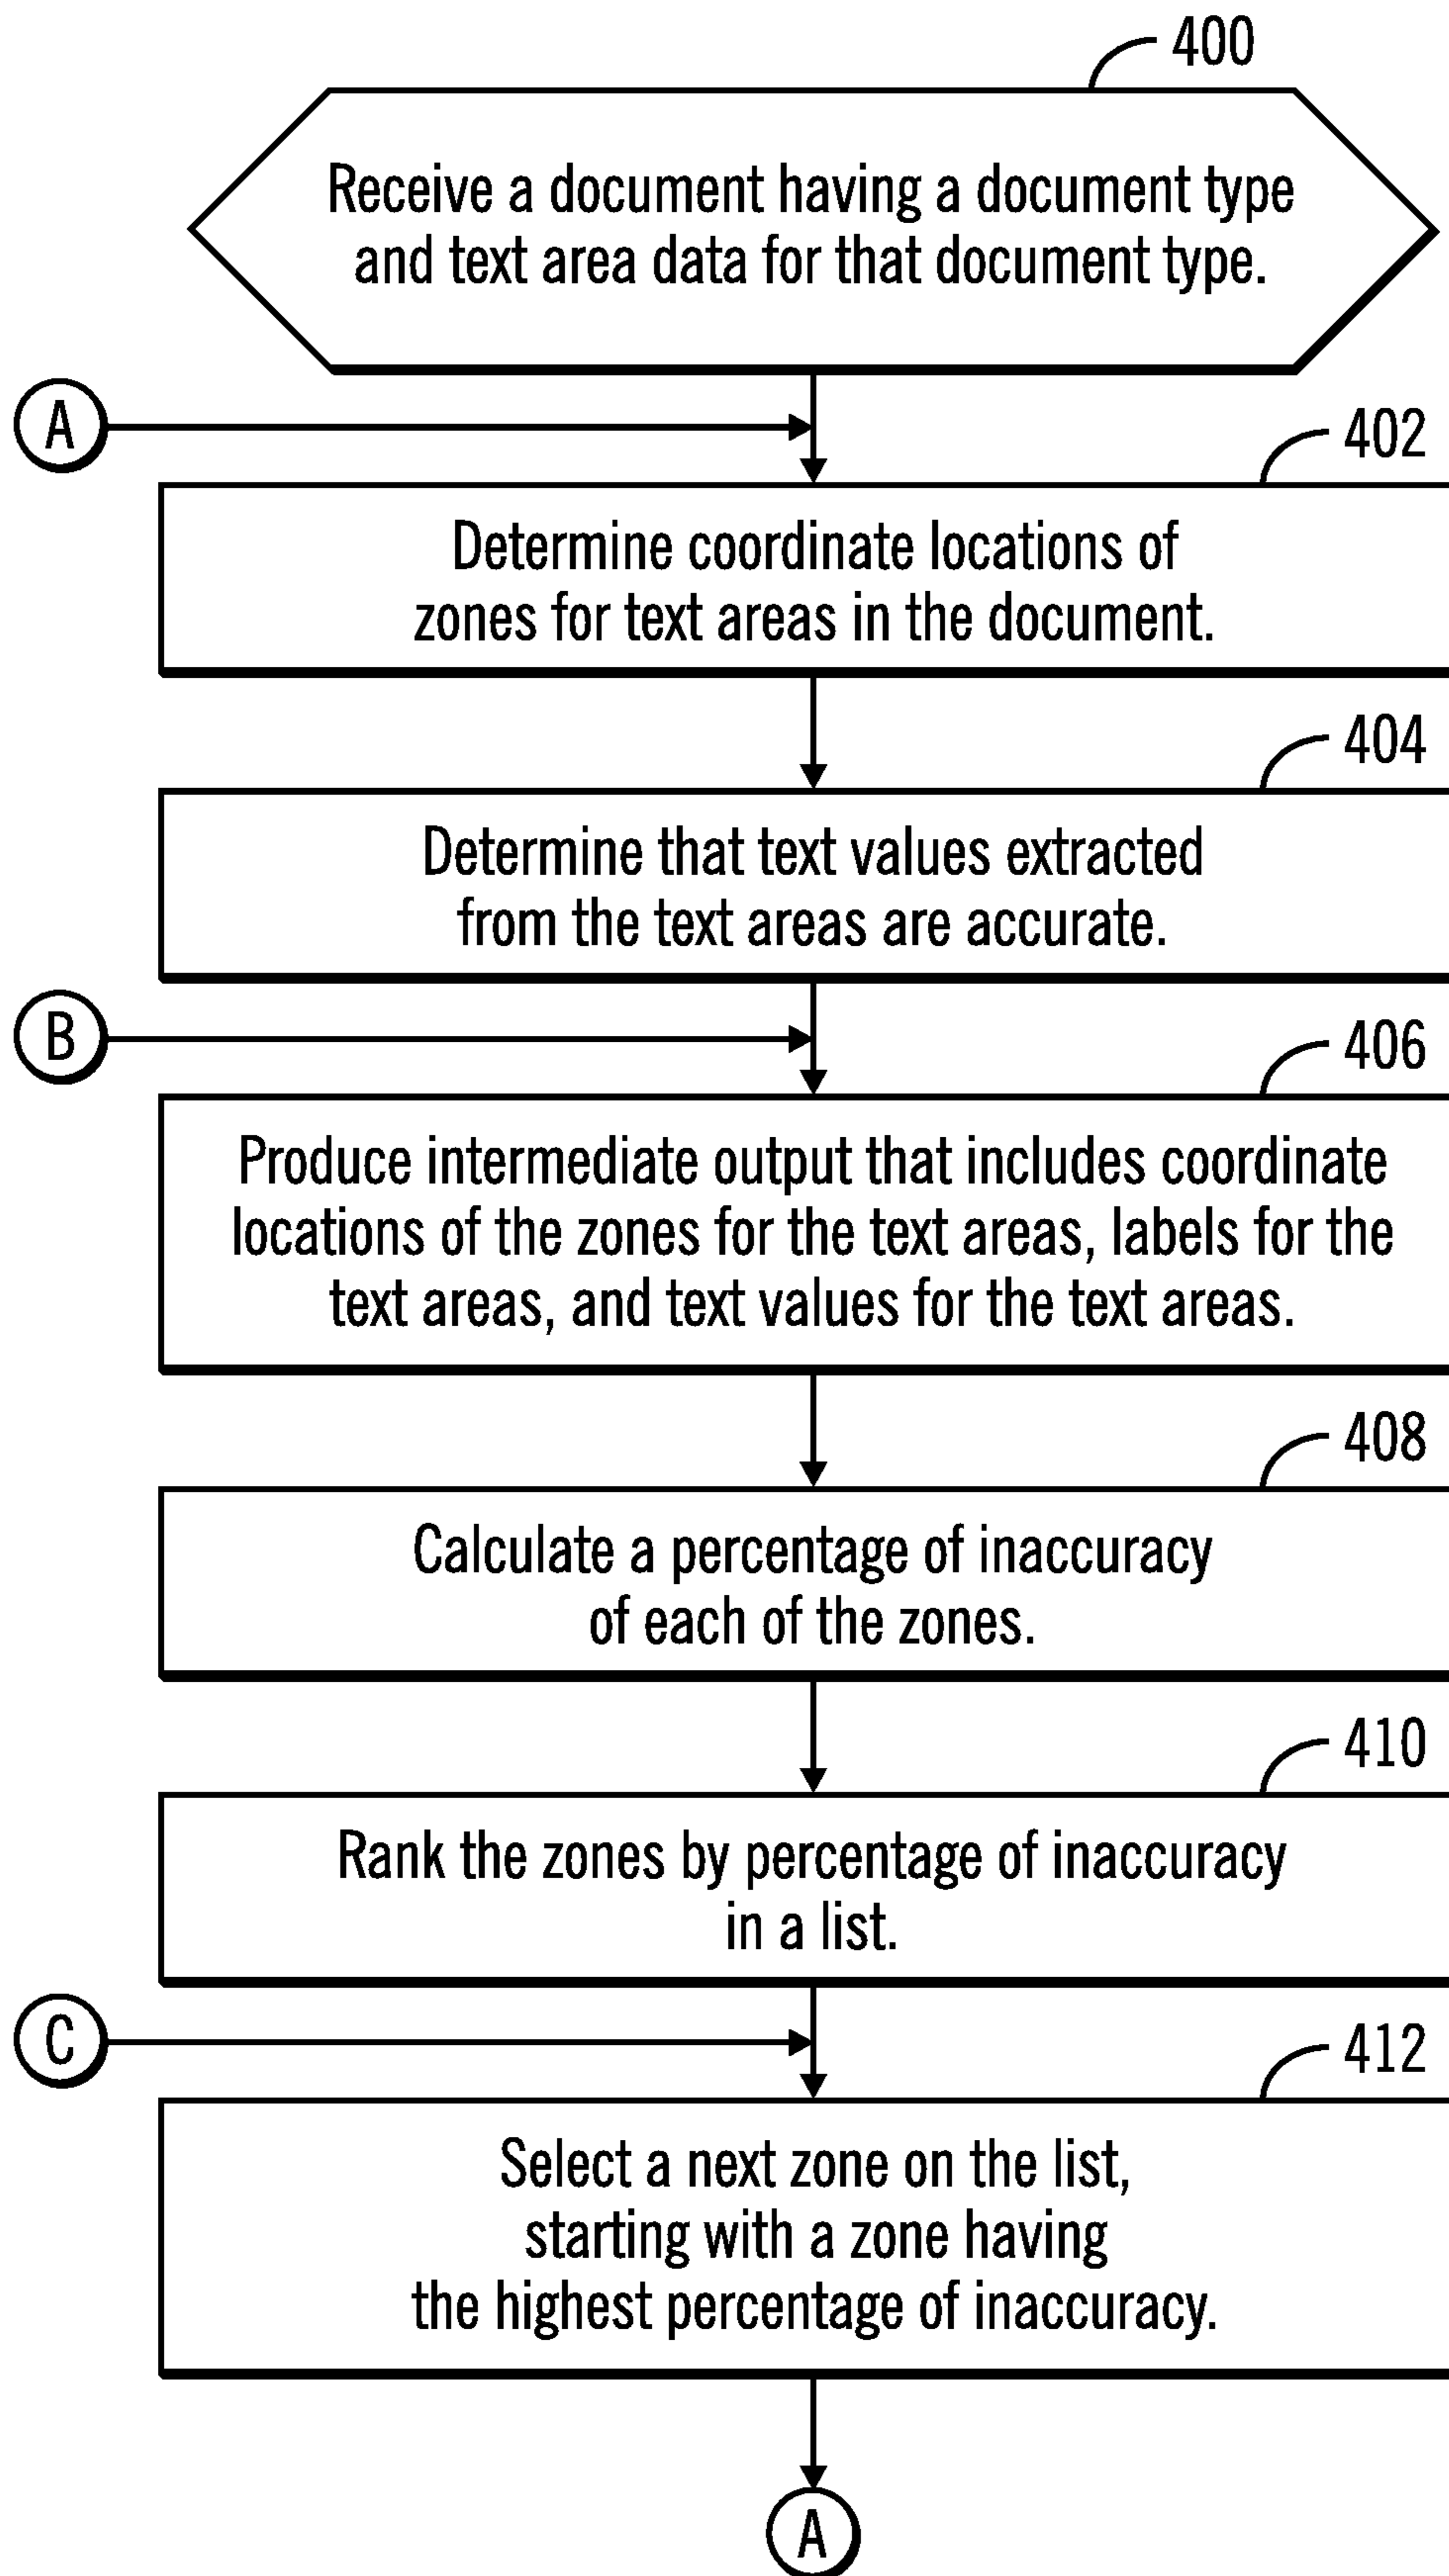 400
Receive a document having a document type
and text area data for that document type.
A
402
Determine coordinate locations of
zones for text areas in the document.
404
Determine that text values extracted
from the text areas are accurate.
B
406
Produce intermediate output that includes coordinate
locations of the zones for the text areas, labels for the
text areas, and text values for the text areas.
408
Calculate a percentage of inaccuracy
of each of the zones.
410
Rank the zones by percentage of inaccuracy
in a list.
C
412
Select a next zone on the list,
starting with a zone having
the highest percentage of inaccuracy.
A